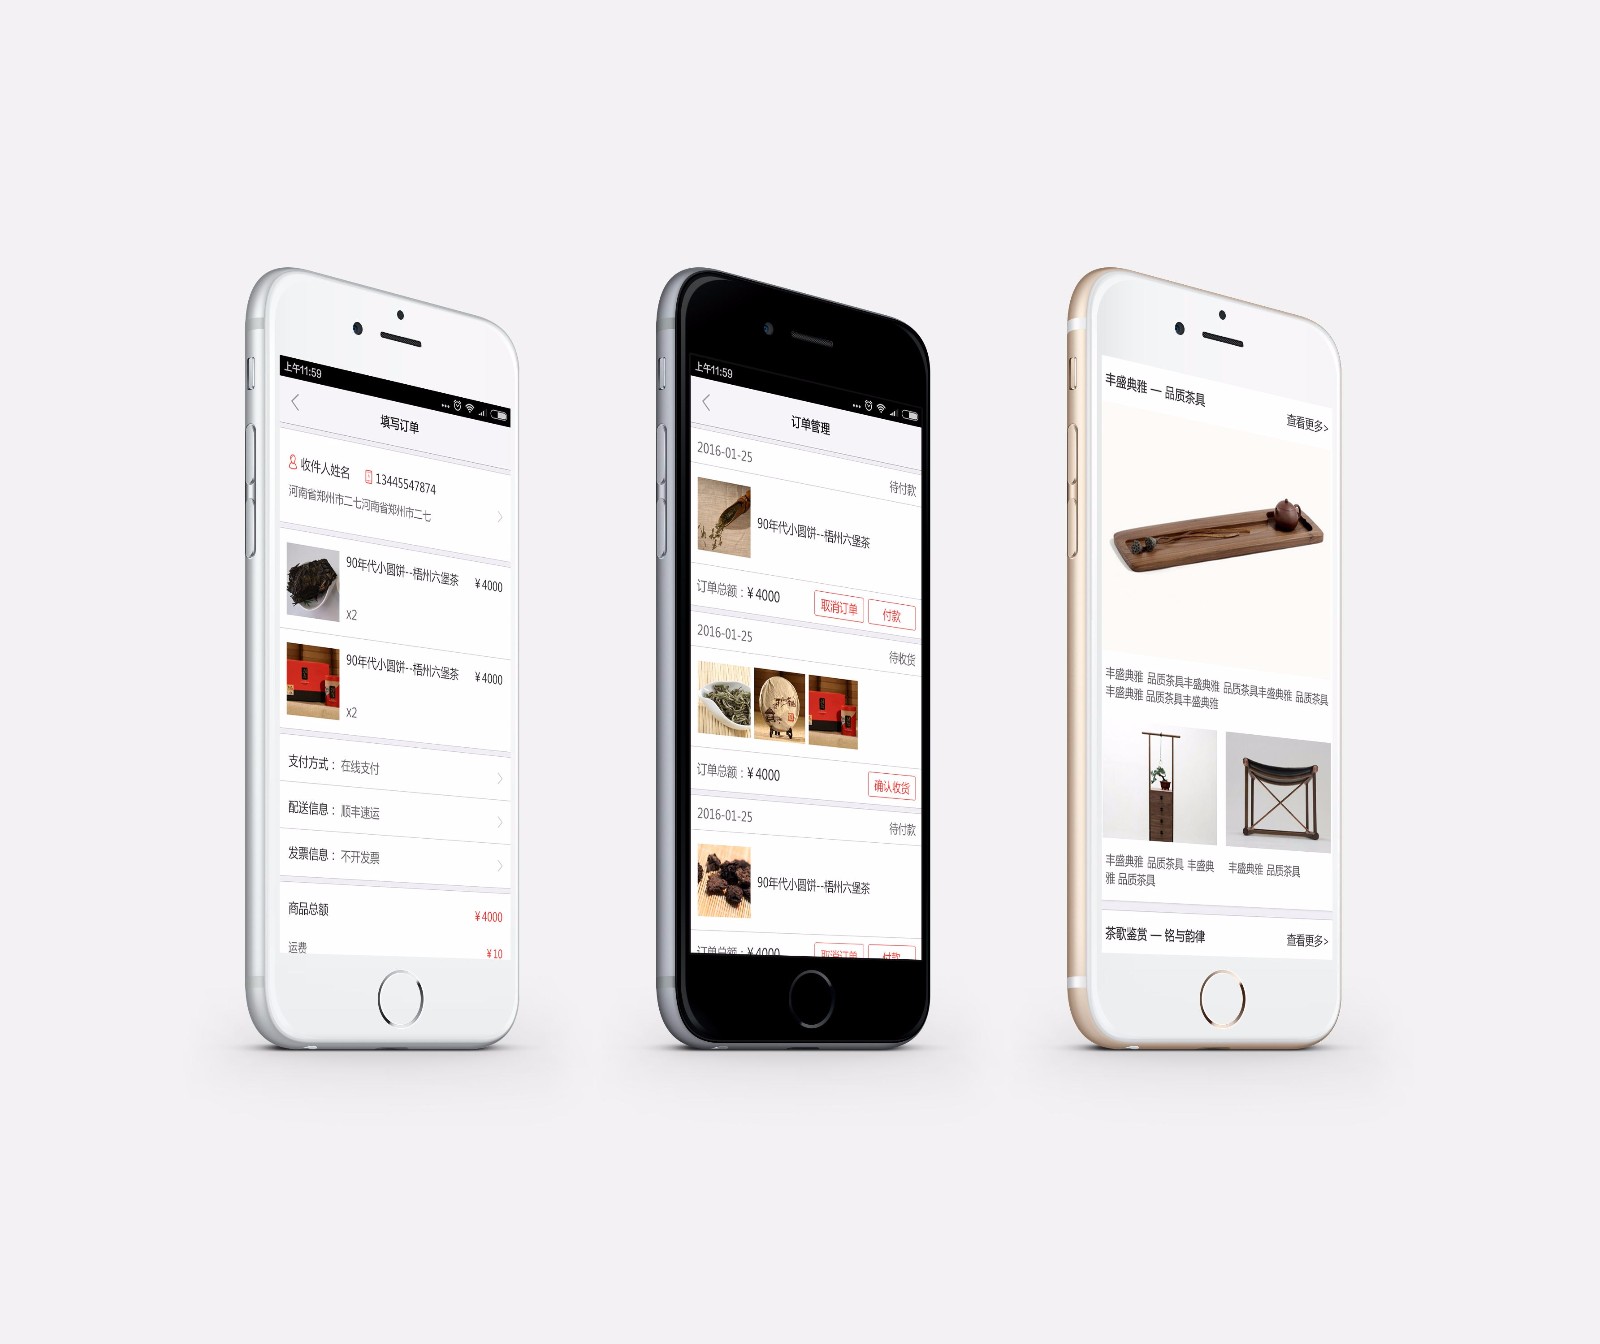 上午11:59
填写订单
收件人姓名 13445547874
河南省郑州市二七河南省郑州市二七
90年代小圆饼--梧州六堡茶 ¥4000
x2
90年代小圆饼--梧州六堡茶 ¥4000
x2
支付方式： 在线支付
配送信息： 顺丰速运
发票信息： 不开发票
商品总额 ¥4000
运费 ¥10
上午11:59
订单管理
2016-01-25 待付款
90年代小圆饼--梧州六堡茶
订单总额：¥4000 取消订单 付款
2016-01-25 待收货
订单总额：¥4000 确认收货
2016-01-25 待付款
90年代小圆饼--梧州六堡茶
订单总额：¥4000 取消订单 付款
丰盛典雅 — 品质茶具 查看更多>
丰盛典雅 品质茶具丰盛典雅 品质茶具丰盛典雅 品质茶具
丰盛典雅 品质茶具丰盛典雅
丰盛典雅 品质茶具 丰盛典
雅 品质茶具
丰盛典雅 品质茶具
茶歌鉴赏 — 铭与韵律 查看更多>